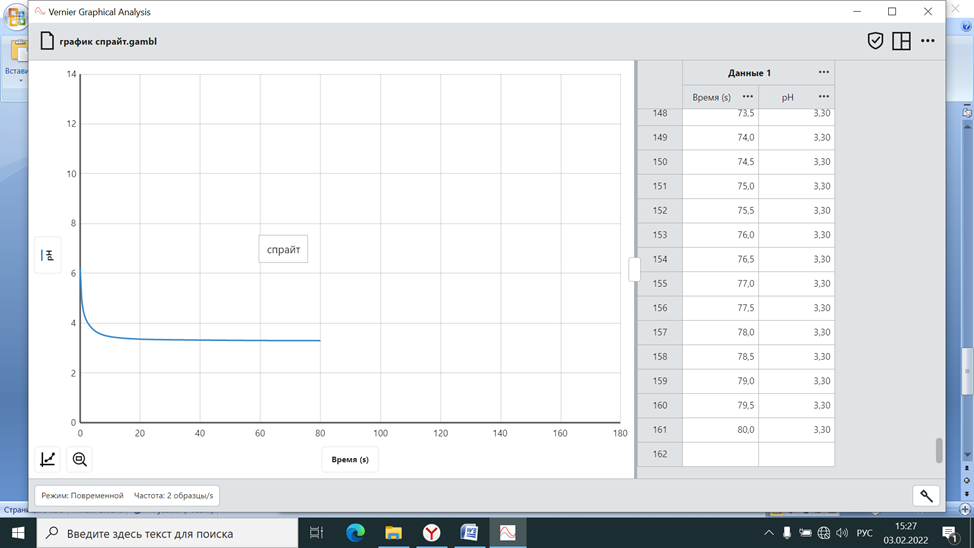 Vernier Graphical Analysis
график спрайт.gambl
Встави
14
12
10
8
6
4
2
0
pH
спрайт
0 20 40 60 80 100 120 140 160 180
Время (s)
Данные 1
Время (s) pH
148 73,5 3,30
149 74,0 3,30
150 74,5 3,30
151 75,0 3,30
152 75,5 3,30
153 76,0 3,30
154 76,5 3,30
155 77,0 3,30
156 77,5 3,30
157 78,0 3,30
158 78,5 3,30
159 79,0 3,30
160 79,5 3,30
161 80,0 3,30
162
Режим: Повременной Частота: 2 образцы/s
Введите здесь текст для поиска
РУС
15:27
03.02.2022
1